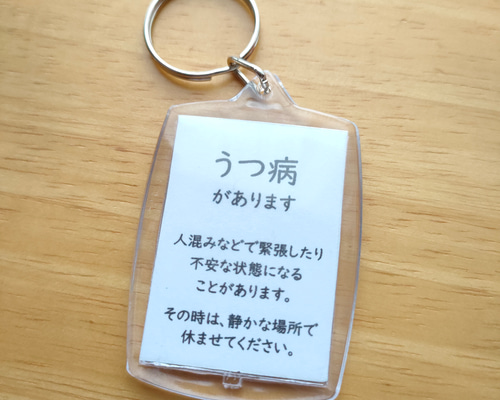 うつ病
があります
人混みなどで緊張したり
不安な状態になる
ことがあります。
その時は、静かな場所で
休ませてください。